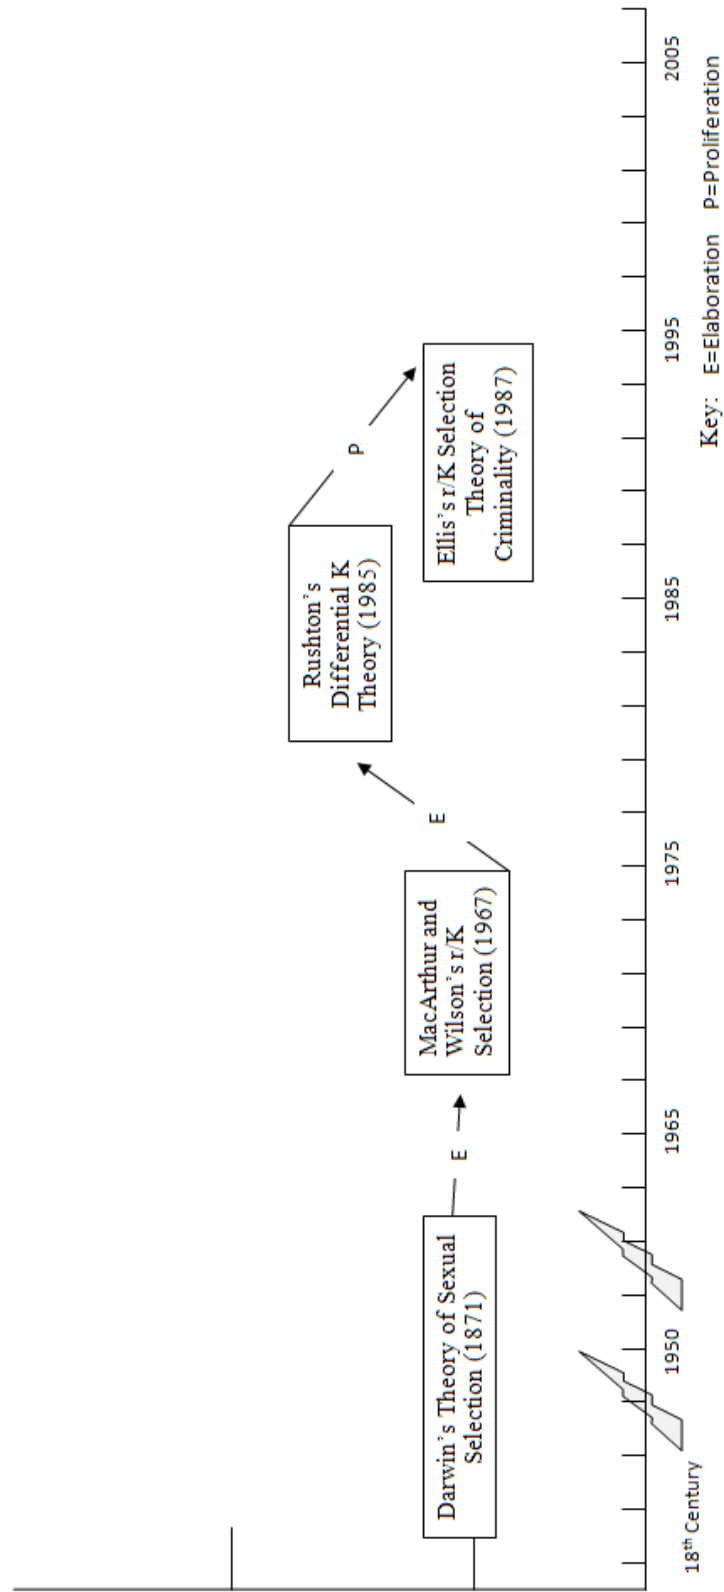 Darwin's Theory of Sexual
Selection (1871)
E
MacArthur and
Wilson's r/K
Selection (1967)
E
Rushton's
Differential K
Theory (1985)
P
Ellis's r/K Selection
Theory of
Criminality (1987)
18th Century
1950
1965
1975
1985
1995
2005
Key: E=Elaboration P=Proliferation